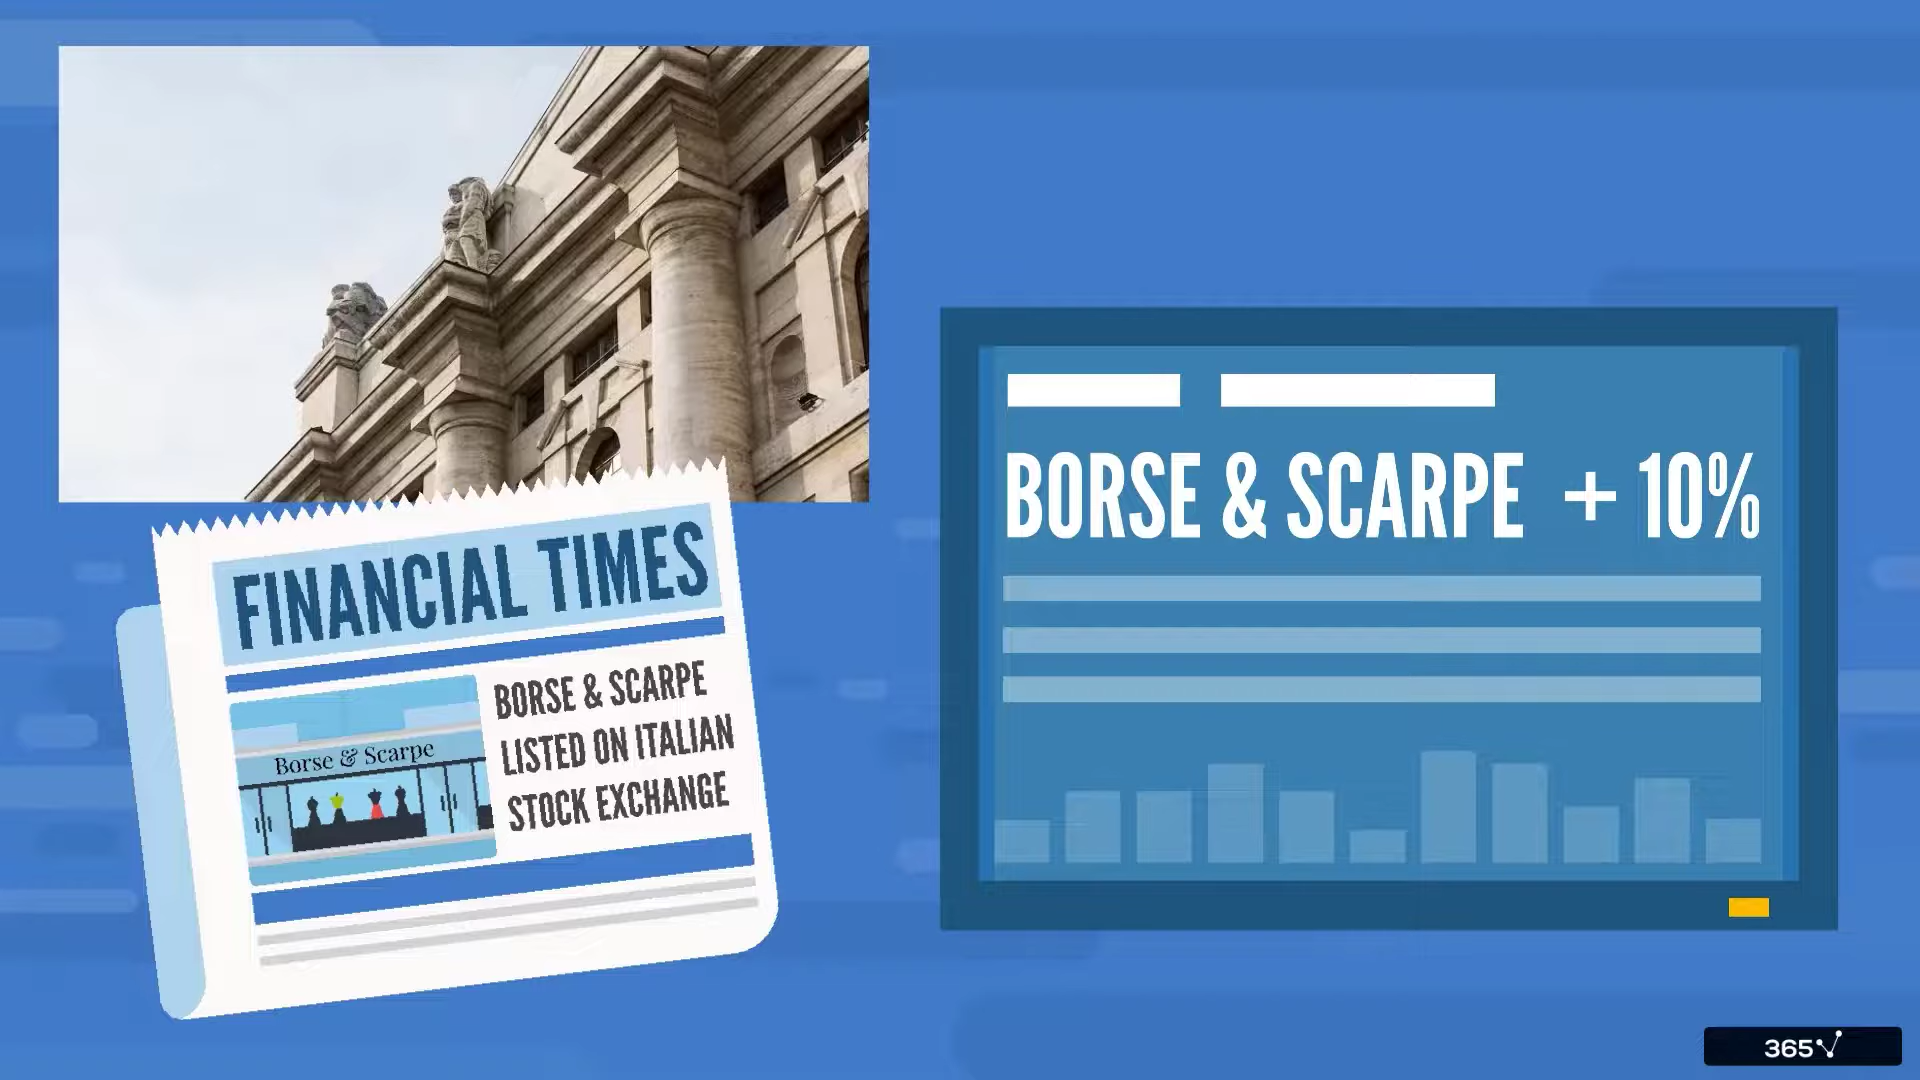 FINANCIAL TIMES
BORSE & SCARPE
LISTED ON ITALIAN
STOCK EXCHANGE
Borse & Scarpe
BORSE & SCARPE + 10%
365